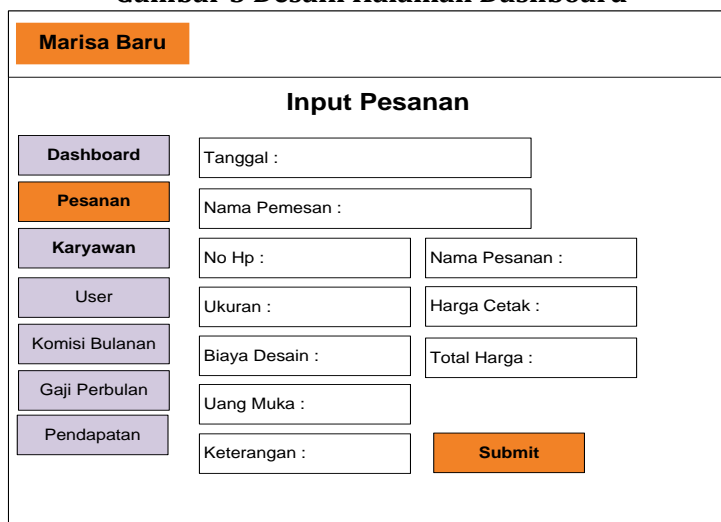 Marisa Baru
Input Pesanan
Dashboard
Pesanan
Karyawan
User
Komisi Bulanan
Gaji Perbulan
Pendapatan
Tanggal :
Nama Pemesan :
No Hp :
Nama Pesanan :
Ukuran :
Harga Cetak :
Biaya Desain :
Total Harga :
Uang Muka :
Keterangan :
Submit